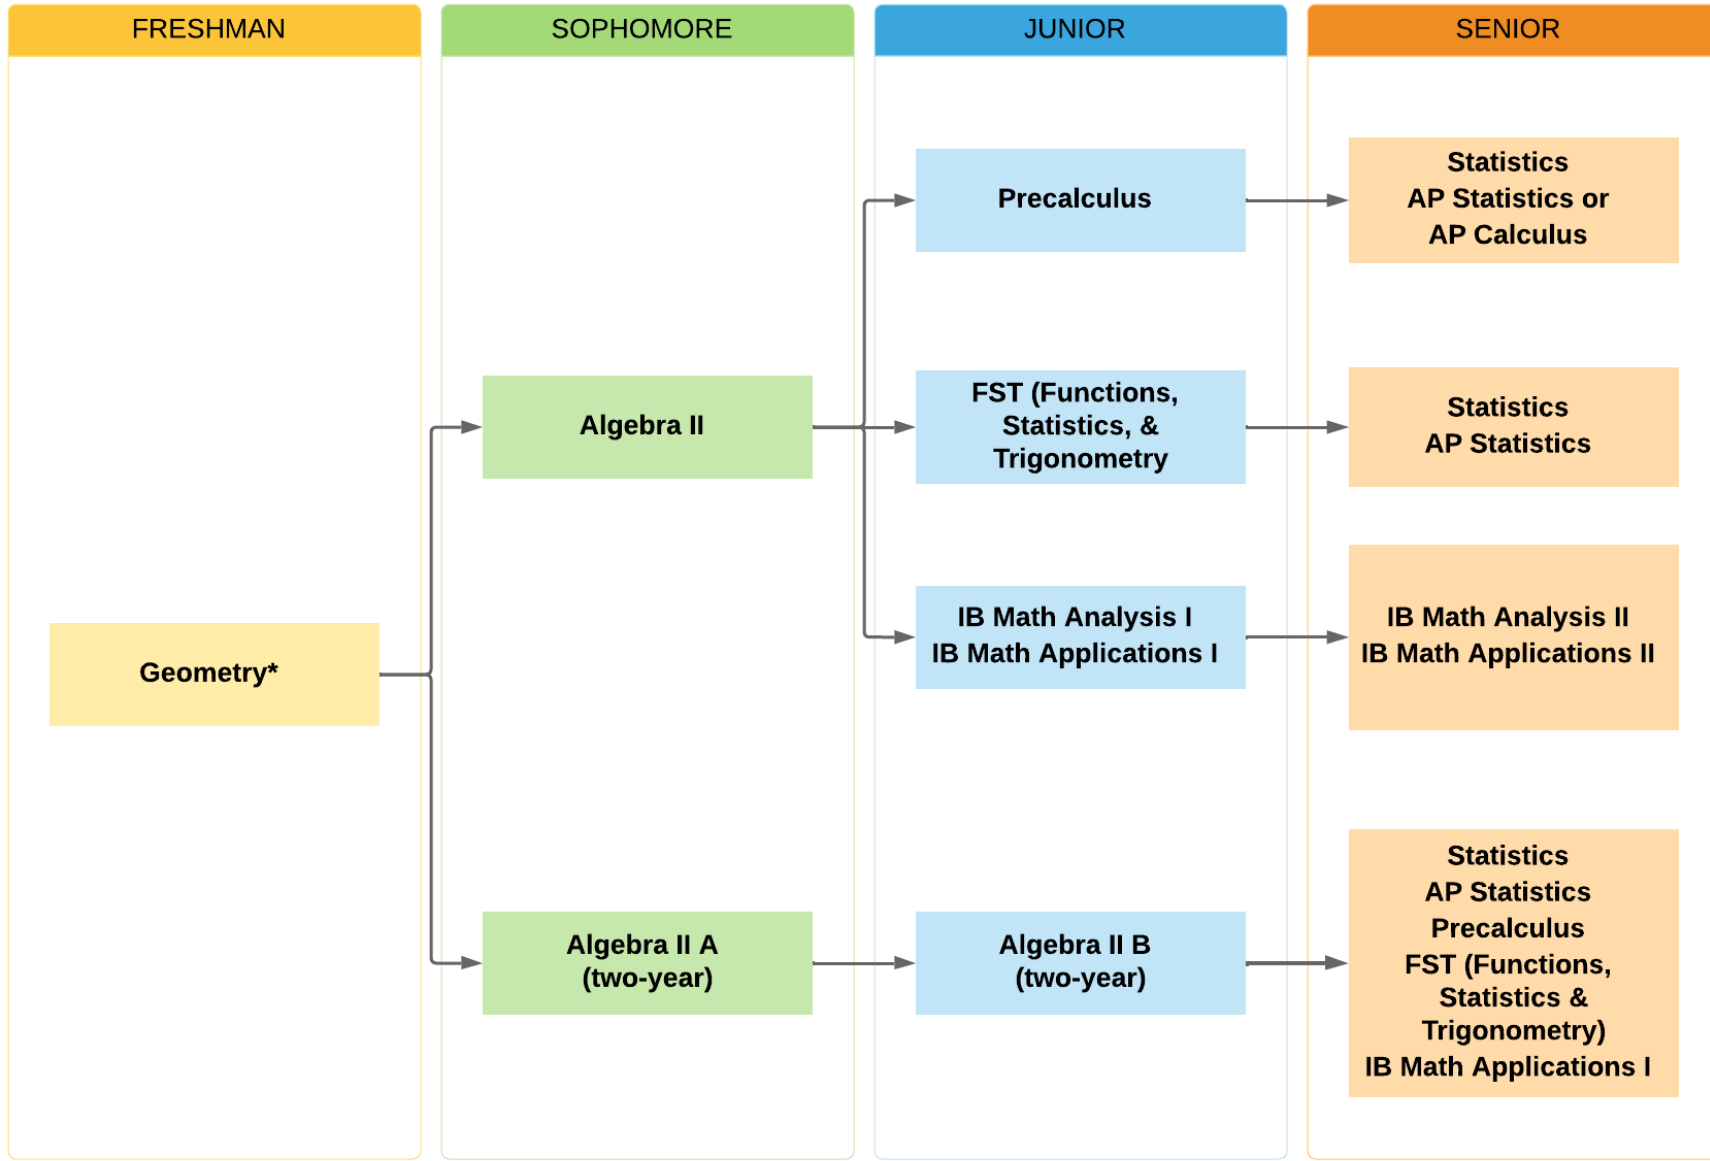 FRESHMAN
SOPHOMORE
JUNIOR
SENIOR
Geometry*
Algebra II
Algebra II A
(two-year)
Precalculus
FST (Functions,
Statistics, &
Trigonometry
IB Math Analysis I
IB Math Applications I
Algebra II B
(two-year)
Statistics
AP Statistics or
AP Calculus
Statistics
AP Statistics
IB Math Analysis II
IB Math Applications II
Statistics
AP Statistics
Precalculus
FST (Functions,
Statistics &
Trigonometry)
IB Math Applications I